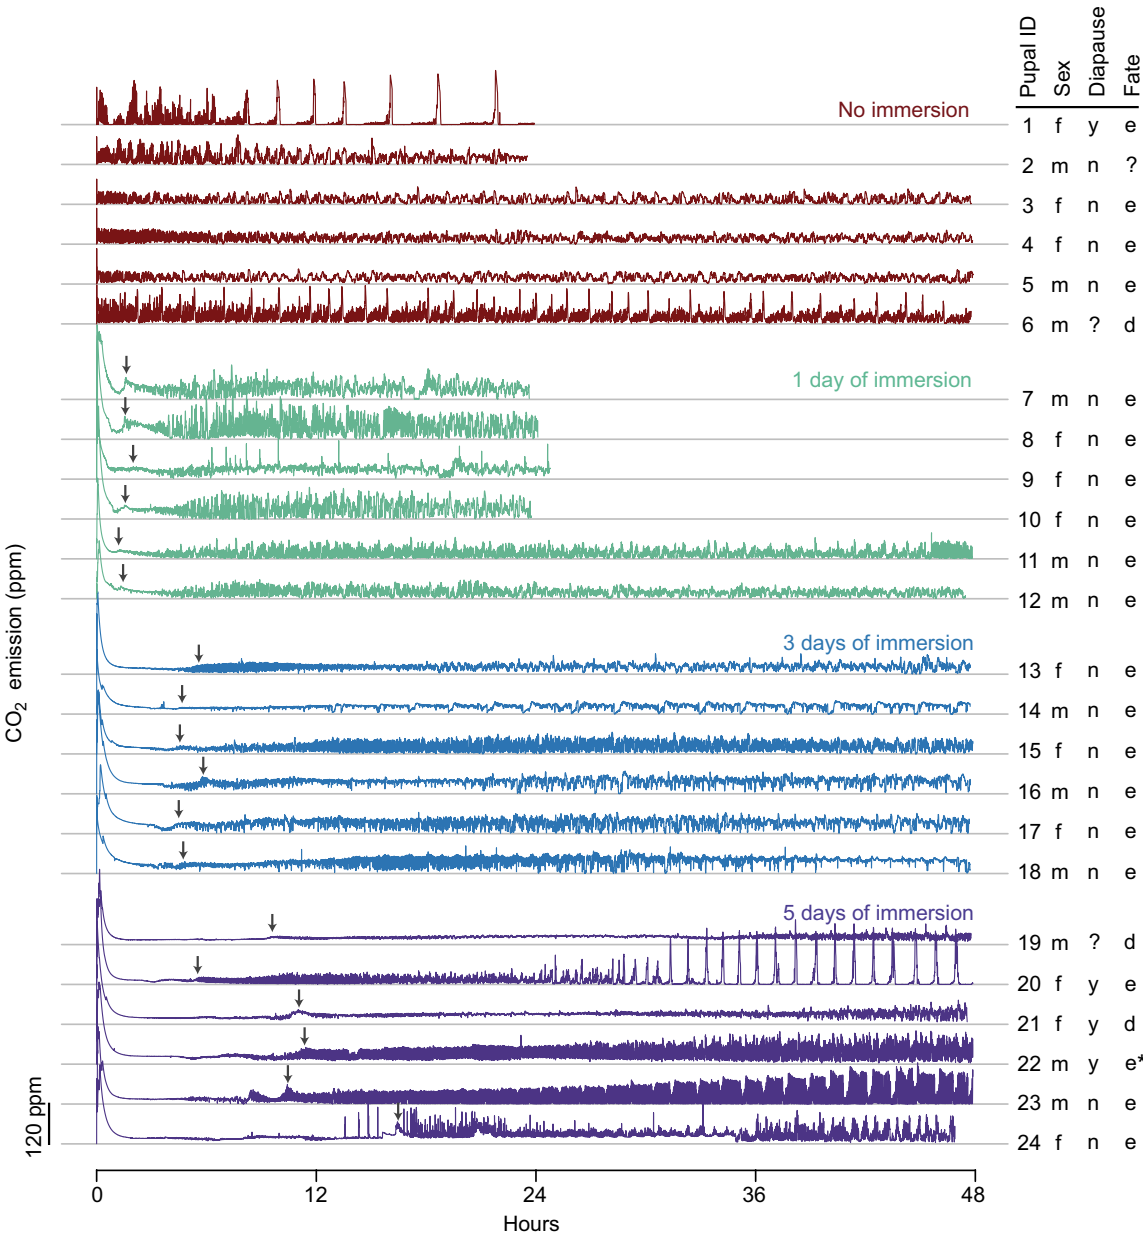 Pupal ID Sex Diapause Fate
No immersion
1 f y e
2 m n ?
3 f n e
4 f n e
5 m n e
6 m ? d
1 day of immersion
7 m n e
8 f n e
9 f n e
10 f n e
11 m n e
12 m n e
3 days of immersion
13 f n e
14 m n e
15 f n e
16 m n e
17 f n e
18 m n e
5 days of immersion
19 m ? d
20 f y e
21 f y d
22 m y e*
23 m n e
24 f n e
CO2 emission (ppm)
120 ppm
0 12 24 36 48
Hours